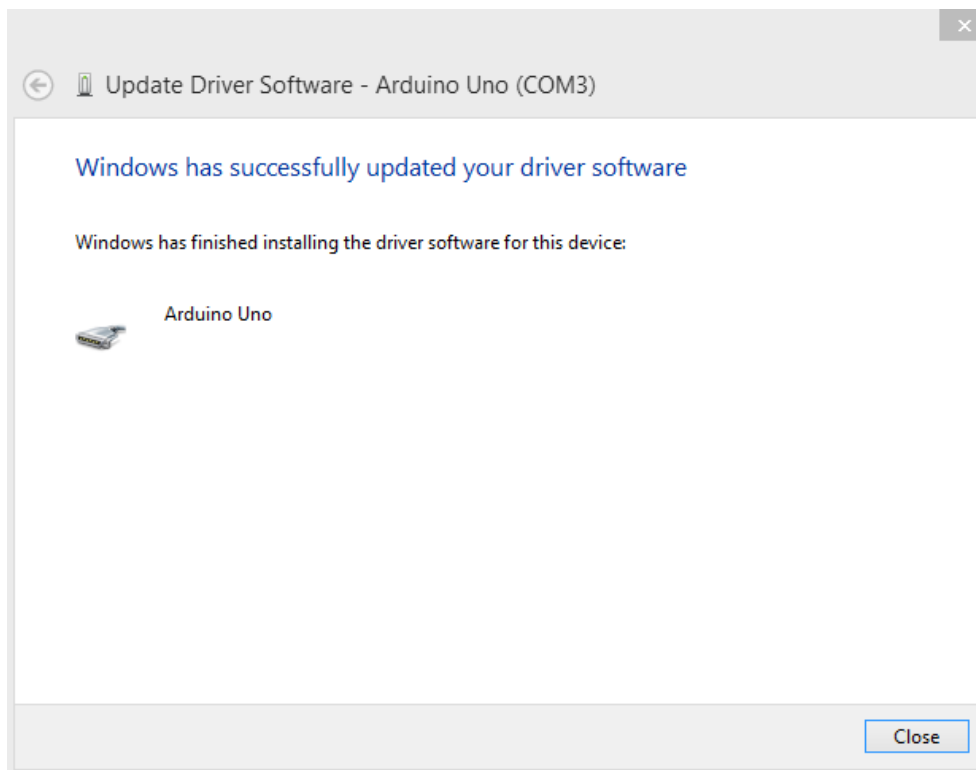 Update Driver Software - Arduino Uno (COM3)
Windows has successfully updated your driver software
Windows has finished installing the driver software for this device:
Arduino Uno
Close